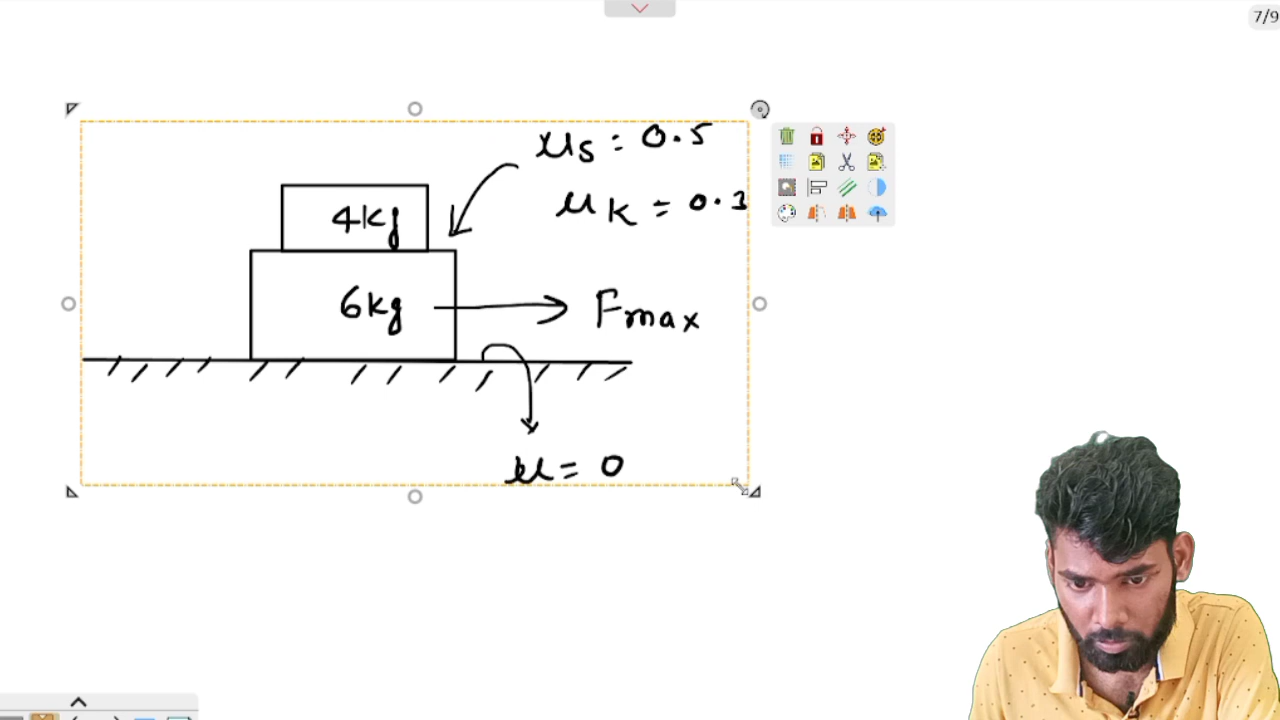 7/9
μs = 0.5
μk = 0.3
4kg
6kg
Fmax
μ = 0